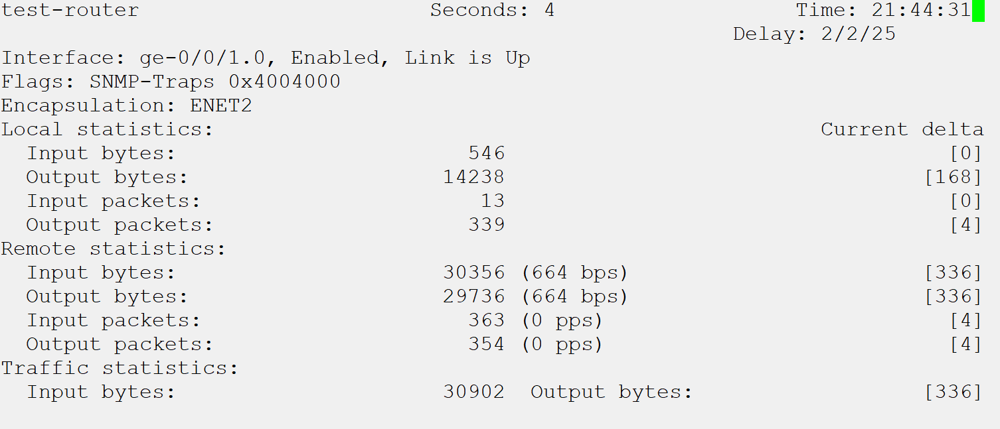 test-router Seconds: 4 Time: 21:44:31
Delay: 2/2/25
Interface: ge-0/0/1.0, Enabled, Link is Up
Flags: SNMP-Traps 0x4004000
Encapsulation: ENET2
Local statistics: Current delta
Input bytes: 546 [0]
Output bytes: 14238 [168]
Input packets: 13 [0]
Output packets: 339 [4]
Remote statistics:
Input bytes: 30356 (664 bps) [336]
Output bytes: 29736 (664 bps) [336]
Input packets: 363 (0 pps) [4]
Output packets: 354 (0 pps) [4]
Traffic statistics:
Input bytes: 30902 Output bytes: [336]